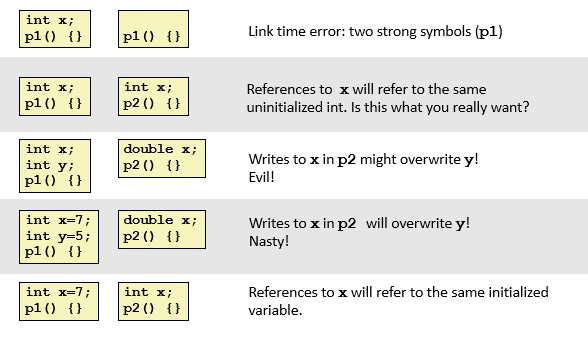 int x;
p1() {}
p1() {}
Link time error: two strong symbols (p1)
int x;
p1() {}
int x;
p2() {}
References to x will refer to the same
uninitialized int. Is this what you really want?
int x;
int y;
p1() {}
double x;
p2() {}
Writes to x in p2 might overwrite y!
Evil!
int x=7;
int y=5;
p1() {}
double x;
p2() {}
Writes to x in p2 will overwrite y!
Nasty!
int x=7;
p1() {}
int x;
p2() {}
References to x will refer to the same initialized
variable.